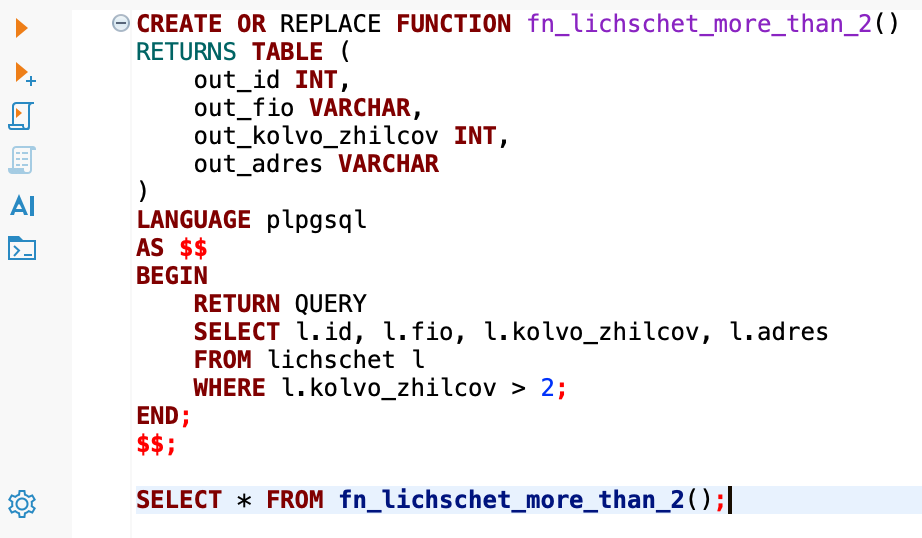 CREATE OR REPLACE FUNCTION fn_lichschet_more_than_2()
RETURNS TABLE (
    out_id INT,
    out_fio VARCHAR,
    out_kolvo_zhilcov INT,
    out_adres VARCHAR
)
LANGUAGE plpgsql
AS $$
BEGIN
    RETURN QUERY
    SELECT l.id, l.fio, l.kolvo_zhilcov, l.adres
    FROM lichschet l
    WHERE l.kolvo_zhilcov > 2;
END;
$$;
SELECT * FROM fn_lichschet_more_than_2();
AI